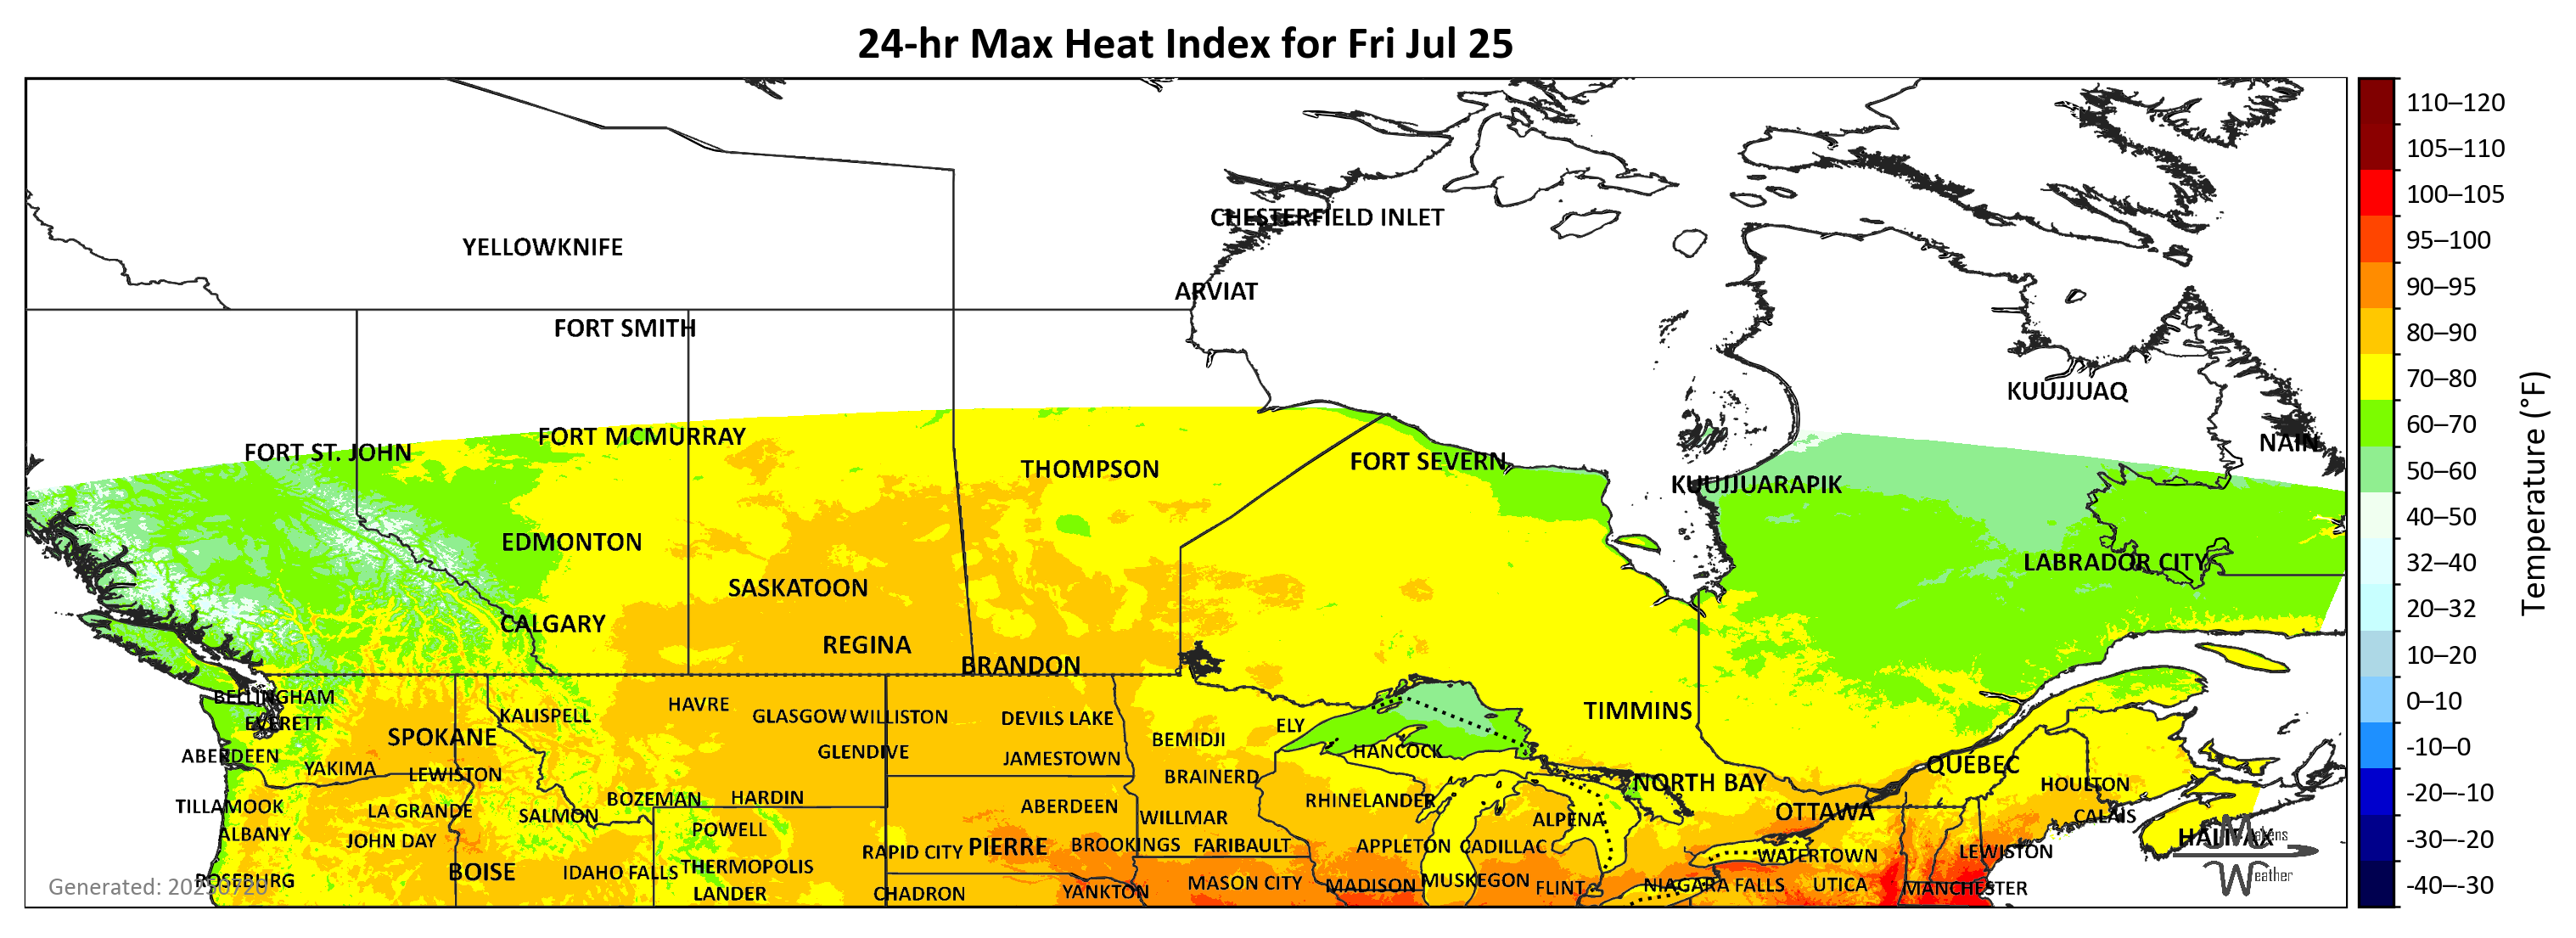 24-hr Max Heat Index for Fri Jul 25
CHESTERFIELD INLET
YELLOWKNIFE
ARVIAT
FORT SMITH
KUUJJUAQ
FORT MCMURRAY
NAIN
FORT ST. JOHN
FORT SEVERN
THOMPSON
KUUJJUARAPIK
EDMONTON
LABRADOR CITY
SASKATOON
CALGARY
REGINA
BRANDON
BELLINGHAM
HAVRE
KALISPELL
GLASGOW WILLISTON
DEVILS LAKE
TIMMINS
EVERETT
ELY
SPOKANE
BEMIDJI
HANCOCK
ABERDEEN
GLENDIVE
JAMESTOWN
QUÉBEC
YAKIMA
LEWISTON
BRAINERD
NORTH BAY
HOULTON
BOZEMAN
HARDIN
RHINELANDER
TILLAMOOK
ABERDEEN
LA GRANDE
OTTAWA
SALMON
WILLMAR
CALAIS
ALPENA
POWELL
ALBANY
HALIFAX
JOHN DAY
PIERRE
BROOKINGS
FARIBAULT
APPLETON
CADILLAC
RAPID CITY
LEWISTON
WATERTOWN
BOISE
IDAHO FALLS
THERMOPOLIS
ROSEBURG
MUSKEGON
MASON CITY
MADISON
FLINT
NIAGARA FALLS
UTICA
MANCHESTER
LANDER
CHADRON
YANKTON
Generated: 20250720
Makens
Weather
110–120
105–110
100–105
95–100
90–95
80–90
70–80
60–70
50–60
40–50
32–40
20–32
10–20
0–10
-10–0
-20–-10
-30–-20
-40–-30
Temperature (°F)